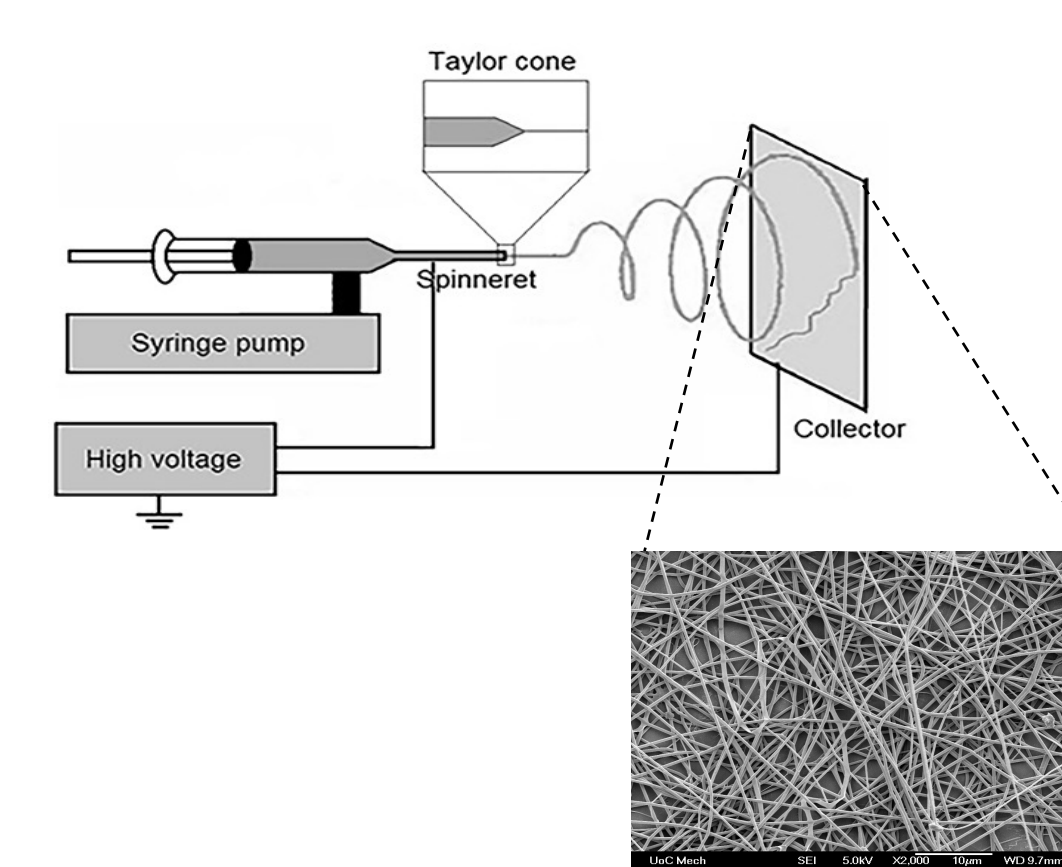 Taylor cone
Spinneret
Syringe pump
High voltage
Collector
UoC Mech SEI 5.0kV X2,000 10µm WD 9.7mm